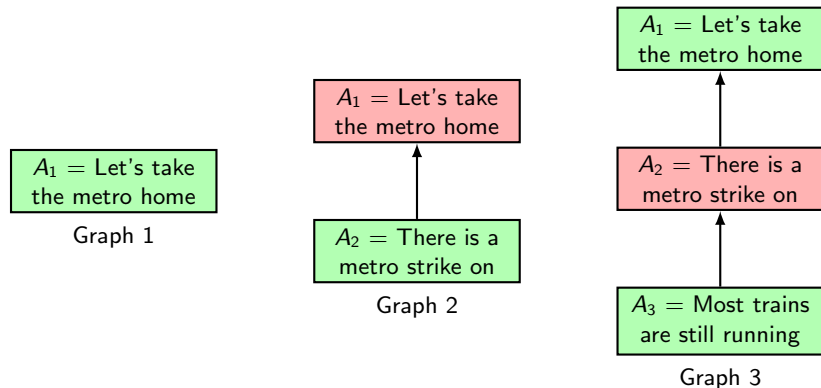 A₁ = Let's take
the metro home
Graph 1
A₁ = Let's take
the metro home
A₂ = There is a
metro strike on
Graph 2
A₁ = Let's take
the metro home
A₂ = There is a
metro strike on
A₃ = Most trains
are still running
Graph 3